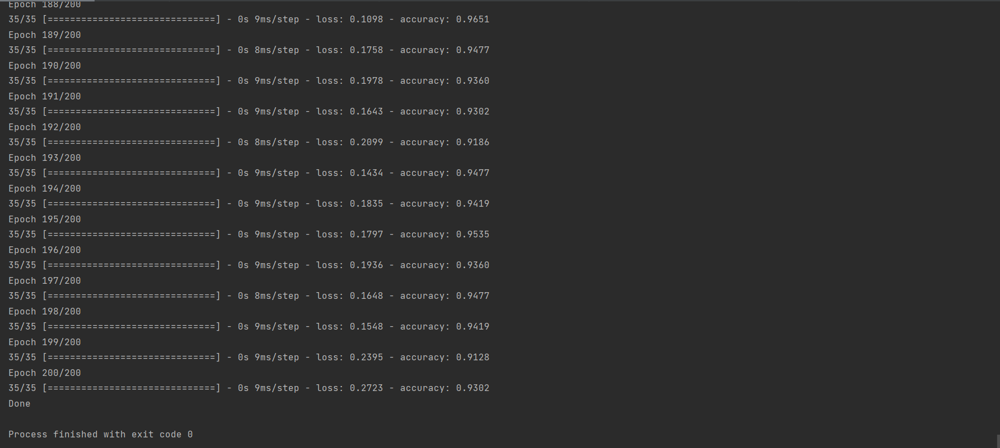 Epoch 188/200
35/35 [==============================] - 0s 9ms/step - loss: 0.1098 - accuracy: 0.9651
Epoch 189/200
35/35 [==============================] - 0s 8ms/step - loss: 0.1758 - accuracy: 0.9477
Epoch 190/200
35/35 [==============================] - 0s 9ms/step - loss: 0.1978 - accuracy: 0.9360
Epoch 191/200
35/35 [==============================] - 0s 9ms/step - loss: 0.1643 - accuracy: 0.9302
Epoch 192/200
35/35 [==============================] - 0s 8ms/step - loss: 0.2099 - accuracy: 0.9186
Epoch 193/200
35/35 [==============================] - 0s 9ms/step - loss: 0.1434 - accuracy: 0.9477
Epoch 194/200
35/35 [==============================] - 0s 9ms/step - loss: 0.1835 - accuracy: 0.9419
Epoch 195/200
35/35 [==============================] - 0s 9ms/step - loss: 0.1797 - accuracy: 0.9535
Epoch 196/200
35/35 [==============================] - 0s 9ms/step - loss: 0.1936 - accuracy: 0.9360
Epoch 197/200
35/35 [==============================] - 0s 8ms/step - loss: 0.1648 - accuracy: 0.9477
Epoch 198/200
35/35 [==============================] - 0s 9ms/step - loss: 0.1548 - accuracy: 0.9419
Epoch 199/200
35/35 [==============================] - 0s 9ms/step - loss: 0.2395 - accuracy: 0.9128
Epoch 200/200
35/35 [==============================] - 0s 9ms/step - loss: 0.2723 - accuracy: 0.9302
Done
Process finished with exit code 0